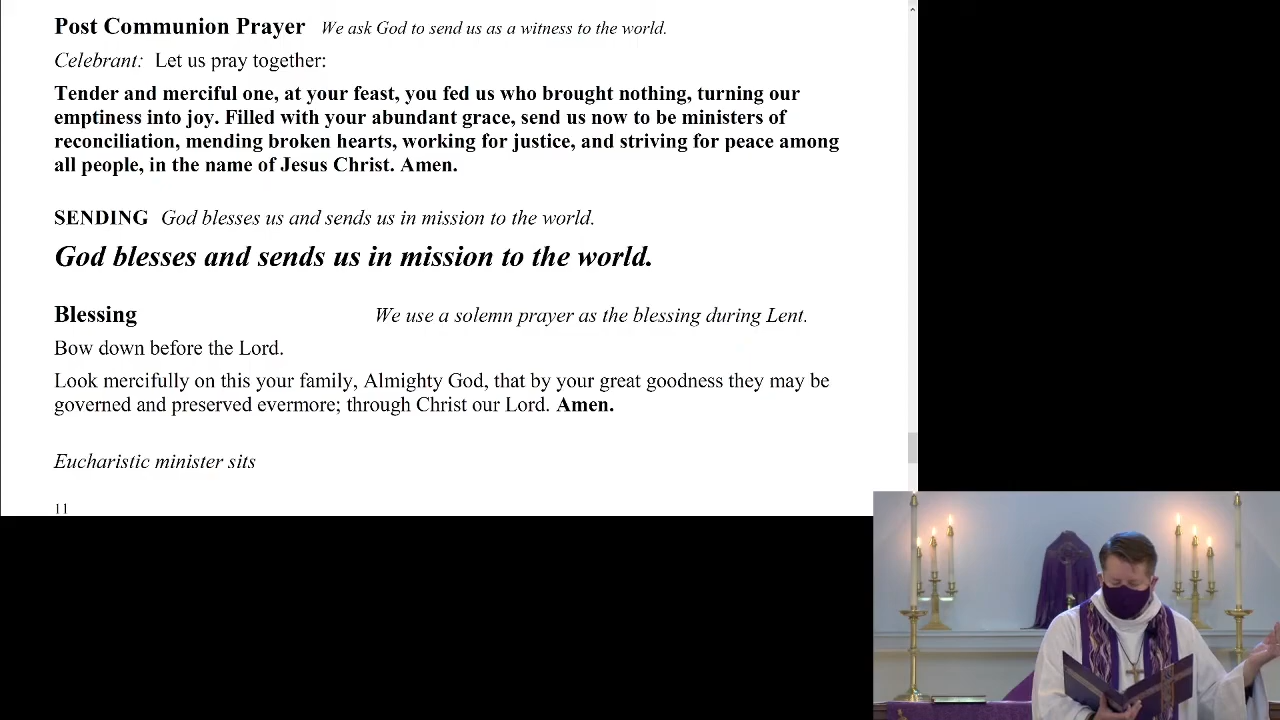 Post Communion Prayer We ask God to send us as a witness to the world.
Celebrant: Let us pray together:
Tender and merciful one, at your feast, you fed us who brought nothing, turning our
emptiness into joy. Filled with your abundant grace, send us now to be ministers of
reconciliation, mending broken hearts, working for justice, and striving for peace among
all people, in the name of Jesus Christ. Amen.
SENDING God blesses us and sends us in mission to the world.
God blesses and sends us in mission to the world.
Blessing We use a solemn prayer as the blessing during Lent.
Bow down before the Lord.
Look mercifully on this your family, Almighty God, that by your great goodness they may be
governed and preserved evermore; through Christ our Lord. Amen.
Eucharistic minister sits
11